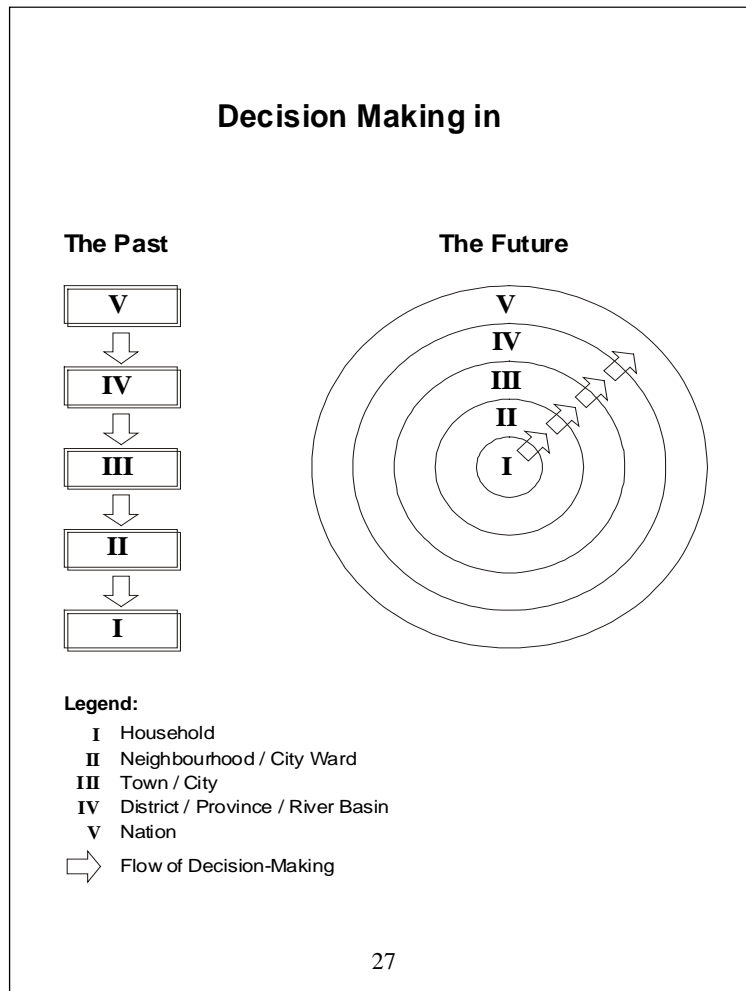 Decision Making in
The Past
V
IV
III
II
I
The Future
V
IV
III
II
I
Legend:
I Household
II Neighbourhood / City Ward
III Town / City
IV District / Province / River Basin
V Nation
Flow of Decision-Making
27